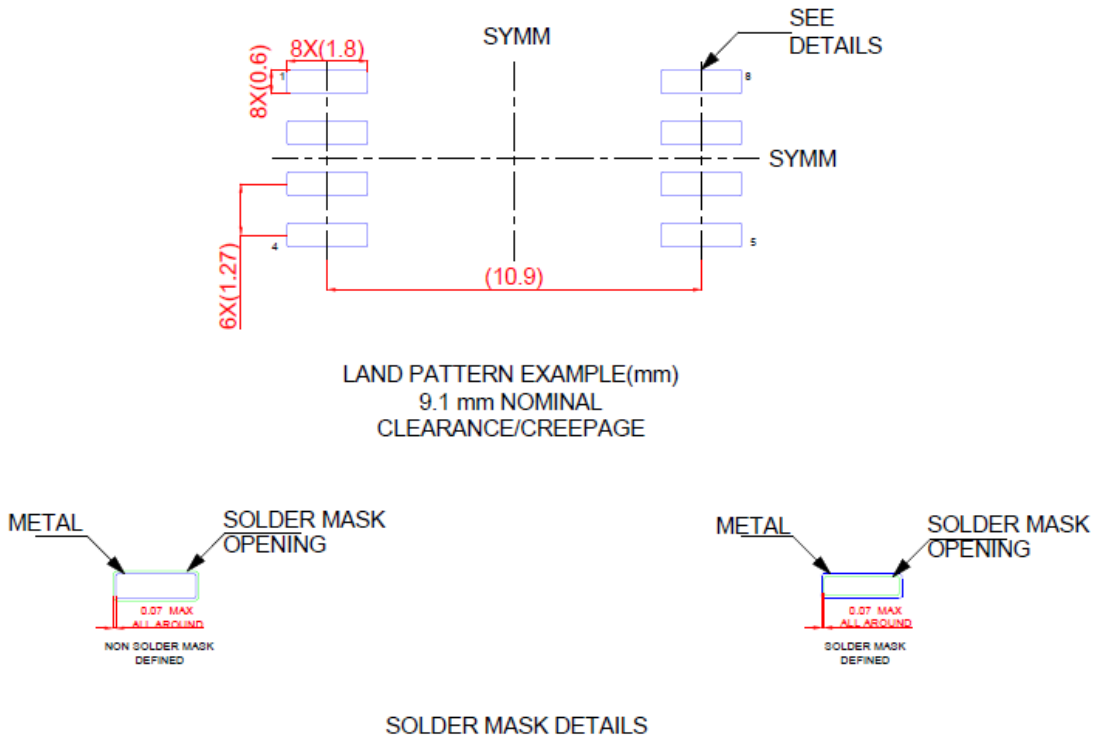 SEE
DETAILS
SYMM
8X(1.8)
8X(0.6)
1
8
SYMM
4
5
6X(1.27)
(10.9)
LAND PATTERN EXAMPLE(mm)
9.1 mm NOMINAL
CLEARANCE/CREEPAGE
METAL
SOLDER MASK
OPENING
0.07 MAX
ALL AROUND
NON SOLDER MASK
DEFINED
METAL
SOLDER MASK
OPENING
0.07 MAX
ALL AROUND
SOLDER MASK
DEFINED
SOLDER MASK DETAILS